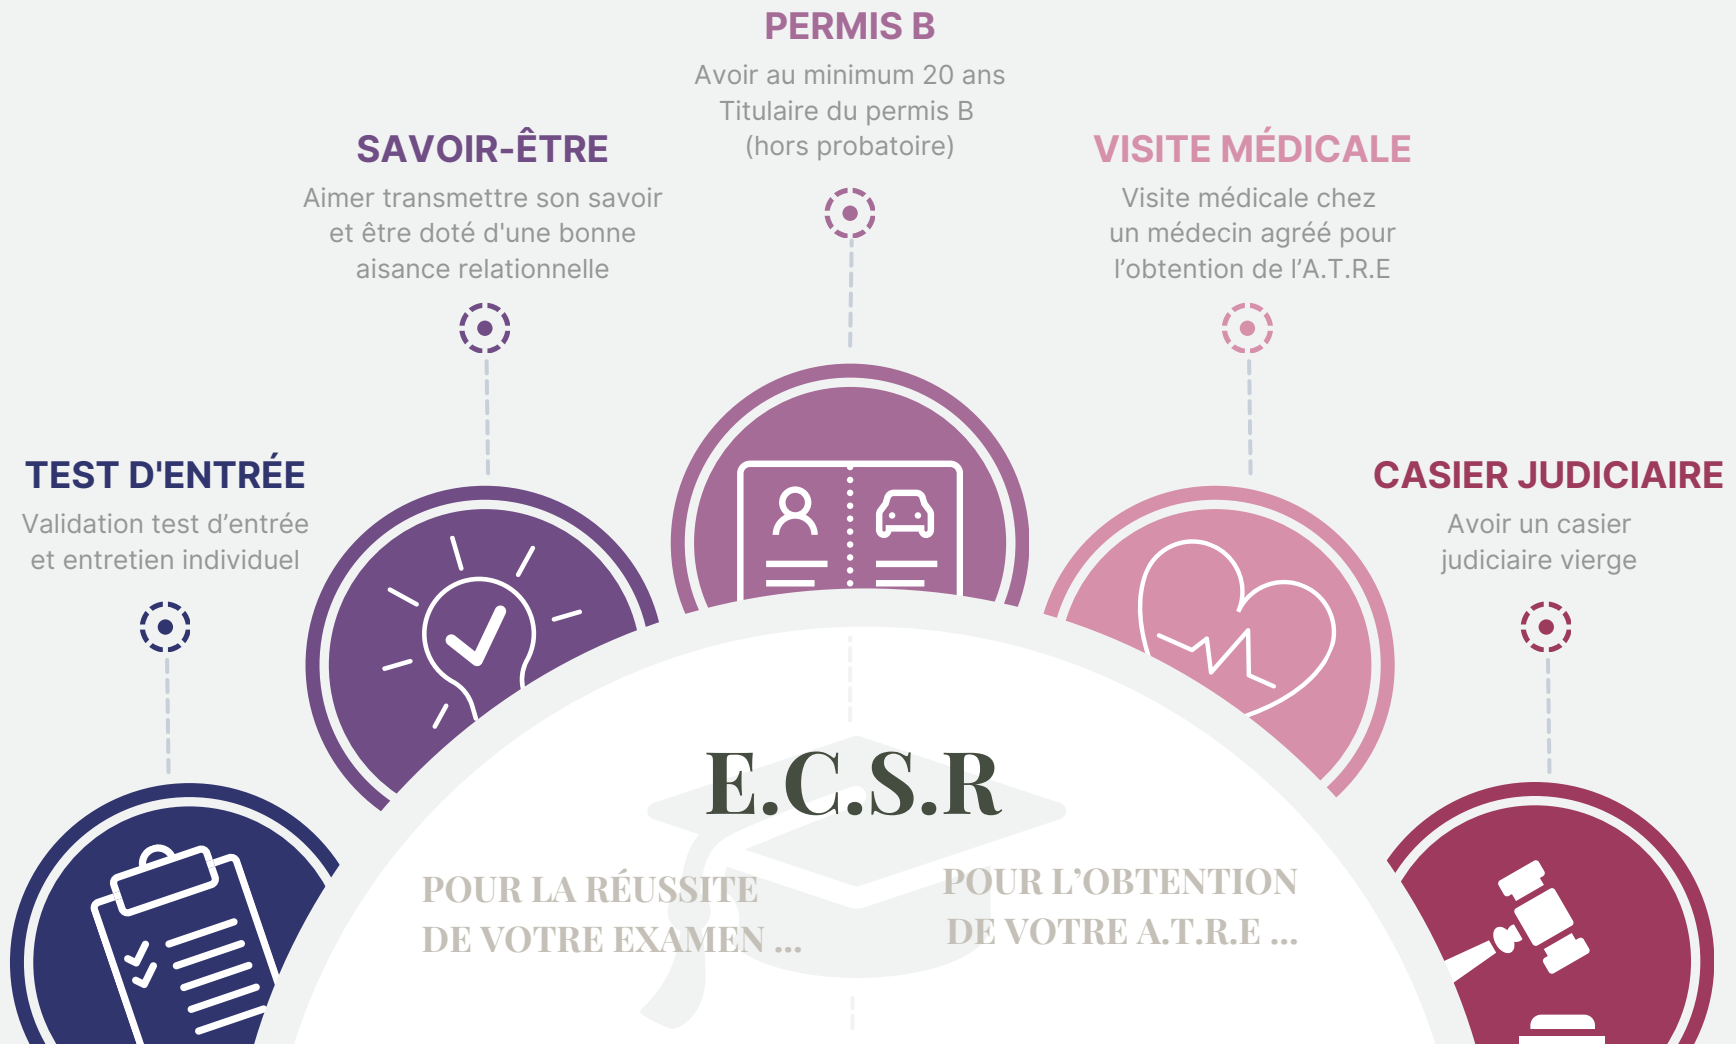 PERMIS B
Avoir au minimum 20 ans
Titulaire du permis B
(hors probatoire)
SAVOIR-ÊTRE
Aimer transmettre son savoir
et être doté d'une bonne
aisance relationnelle
VISITE MÉDICALE
Visite médicale chez
un médecin agréé pour
l’obtention de l’A.T.R.E
TEST D'ENTRÉE
Validation test d’entrée
et entretien individuel
CASIER JUDICIAIRE
Avoir un casier
judiciaire vierge
E.C.S.R
POUR LA RÉUSSITE
DE VOTRE EXAMEN ...
POUR L’OBTENTION
DE VOTRE A.T.R.E ...